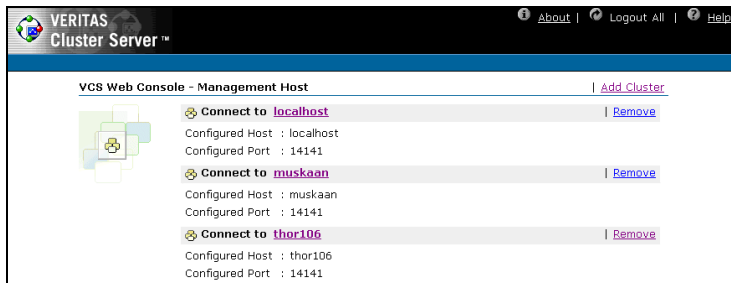 VERITAS
Cluster Server ™
About | Logout All | Help
VCS Web Console - Management Host | Add Cluster
Connect to localhost | Remove
Configured Host : localhost
Configured Port : 14141
Connect to muskaan | Remove
Configured Host : muskaan
Configured Port : 14141
Connect to thor106 | Remove
Configured Host : thor106
Configured Port : 14141